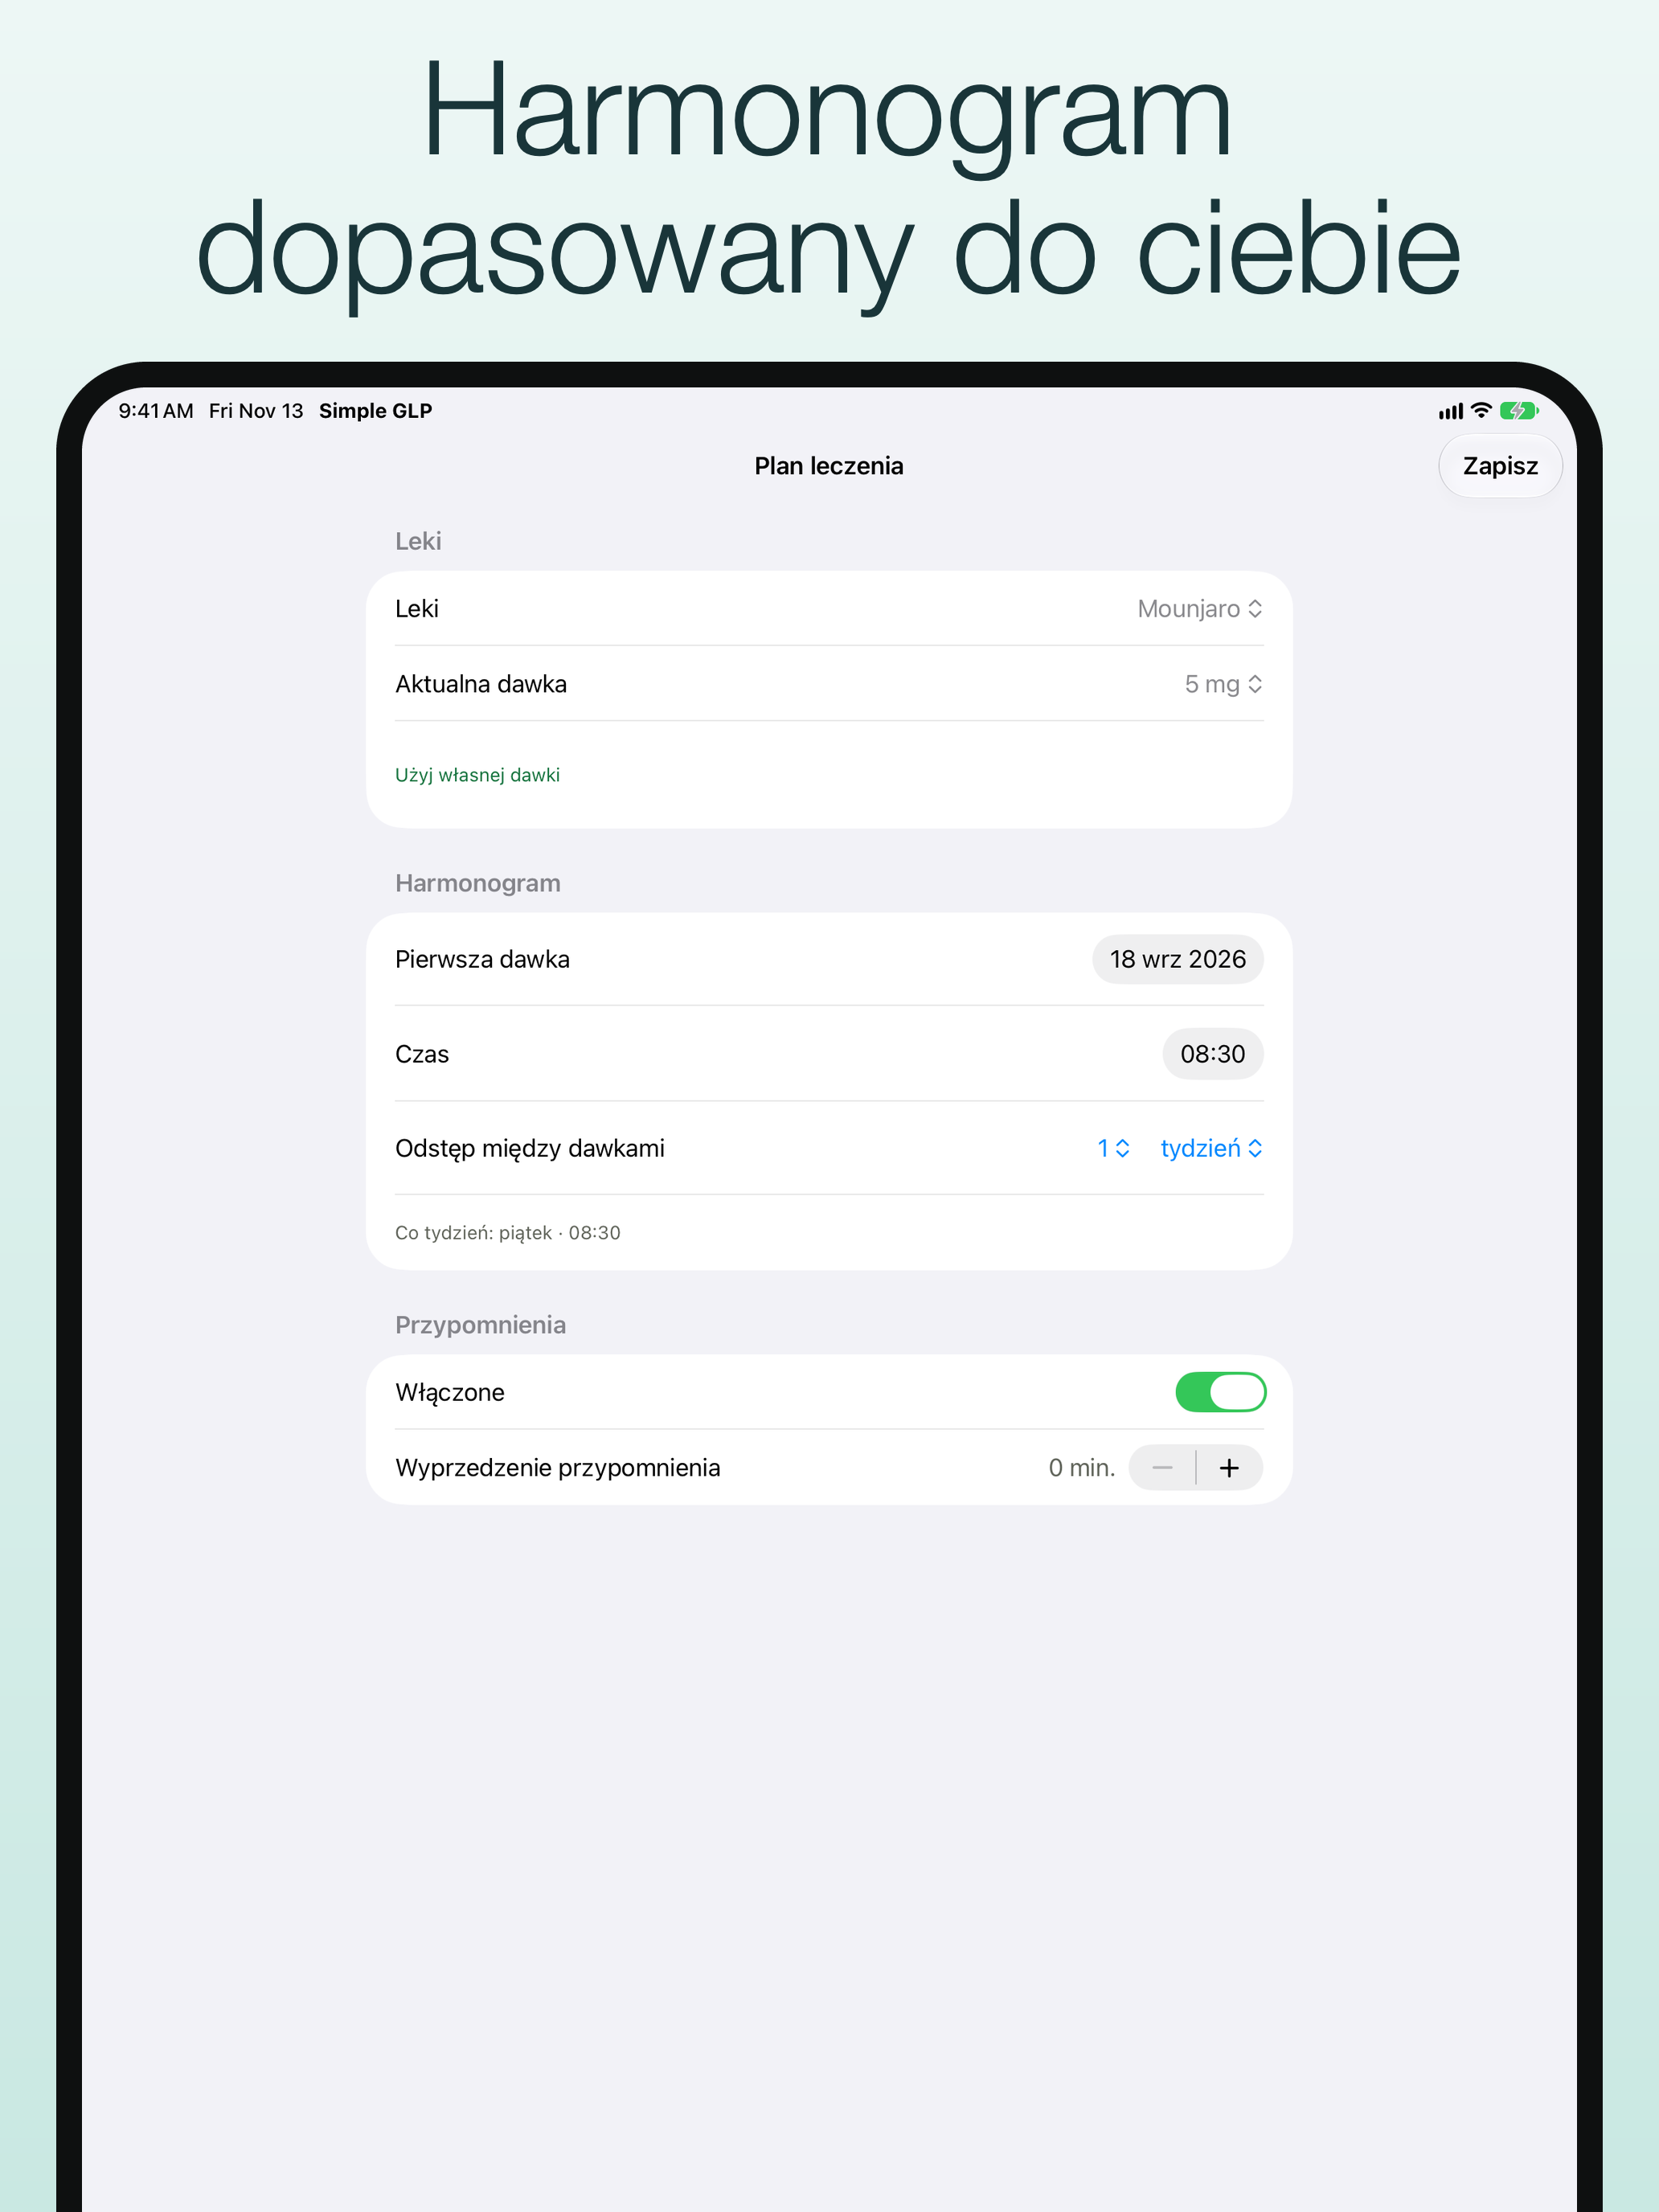 Harmonogram
dopasowany do ciebie
9:41 AM Fri Nov 13 Simple GLP
Plan leczenia
Zapisz
Leki
Leki Mounjaro
Aktualna dawka 5 mg
Użyj własnej dawki
Harmonogram
Pierwsza dawka 18 wrz 2026
Czas 08:30
Odstęp między dawkami 1 tydzień
Co tydzień: piątek · 08:30
Przypomnienia
Włączone
Wyprzedzenie przypomnienia 0 min.